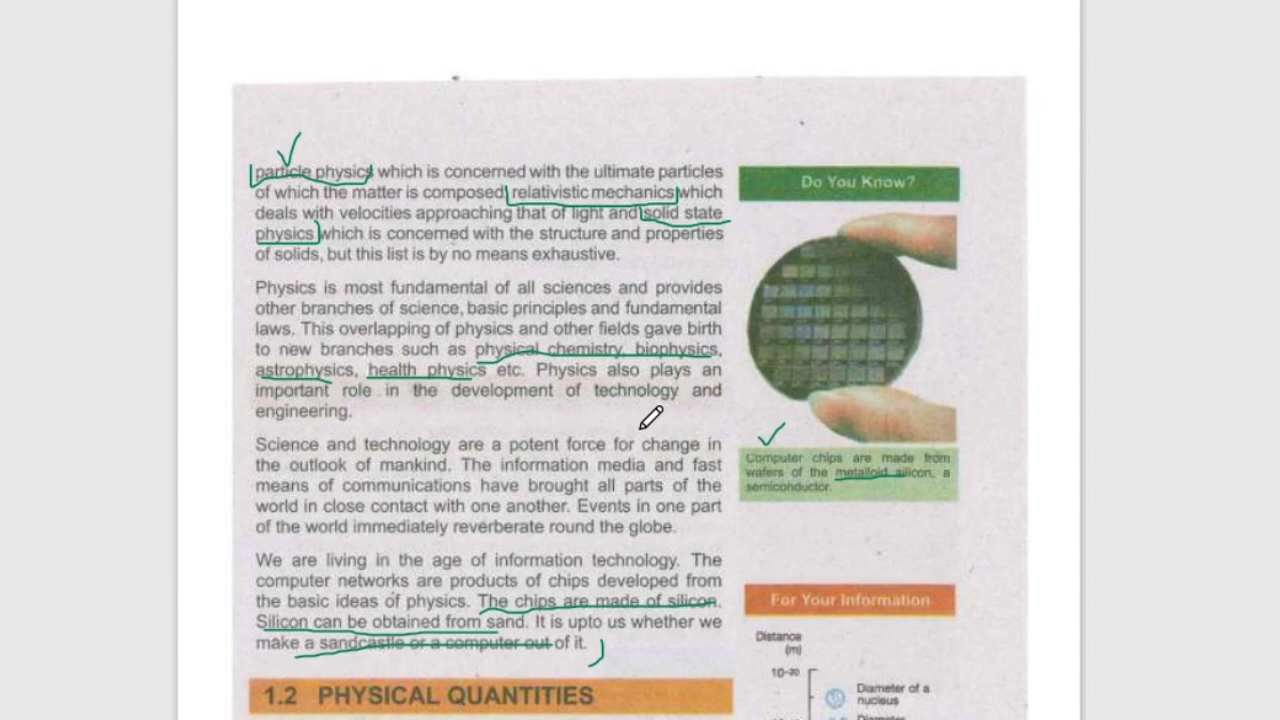 particle physics which is concerned with the ultimate particles
of which the matter is composed, relativistic mechanics which
deals with velocities approaching that of light and solid state
physics which is concerned with the structure and properties
of solids, but this list is by no means exhaustive.
Physics is most fundamental of all sciences and provides
other branches of science, basic principles and fundamental
laws. This overlapping of physics and other fields gave birth
to new branches such as physical chemistry, biophysics,
astrophysics, health physics etc. Physics also plays an
important role in the development of technology and
engineering.
Science and technology are a potent force for change in
the outlook of mankind. The information media and fast
means of communications have brought all parts of the
world in close contact with one another. Events in one part
of the world immediately reverberate round the globe.
We are living in the age of information technology. The
computer networks are products of chips developed from
the basic ideas of physics. The chips are made of silicon.
Silicon can be obtained from sand. It is upto us whether we
make a sandcastle or a computer out of it.
1.2 PHYSICAL QUANTITIES
Do You Know?
Computer chips are made from
wafers of the metalloid silicon, a
semiconductor.
For Your Information
Distance
(m)
10-20
Diameter of a
nucleus
Diameter